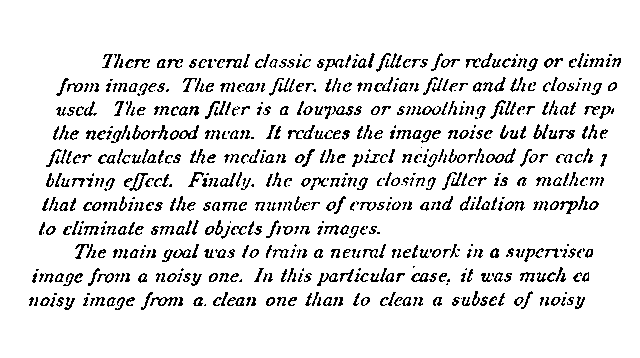 There are several classic spatial filters for reducing or elimin
from images. The mean filter, the median filter and the closing o
used. The mean filter is a lowpass or smoothing filter that rep
the neighborhood mean. It reduces the image noise but blurs the
filter calculates the median of the pixel neighborhood for each p
blurring effect. Finally, the opening closing filter is a mathem
that combines the same number of erosion and dilation morpho
to eliminate small objects from images.
The main goal was to train a neural network in a supervised
image from a noisy one. In this particular case, it was much ea
noisy image from a clean one than to clean a subset of noisy